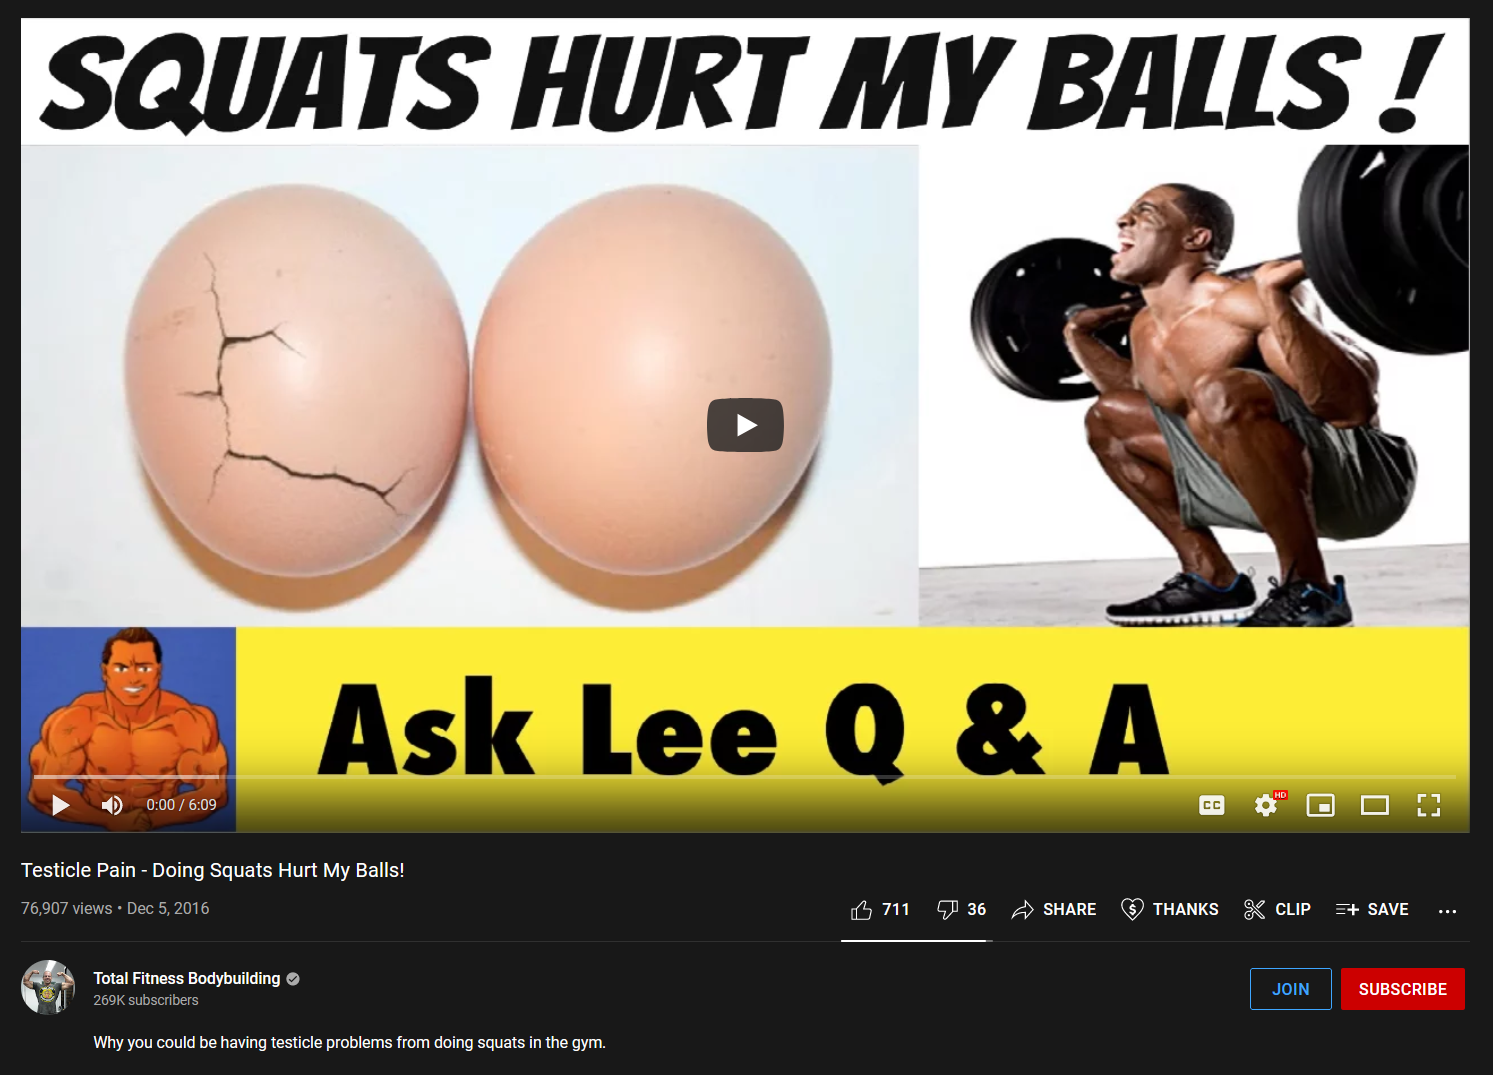 SQUATS HURT MY BALLS !
Ask Lee Q & A
0:00 / 6:09
CC
HD
Testicle Pain - Doing Squats Hurt My Balls!
76,907 views • Dec 5, 2016
711
36
SHARE
THANKS
CLIP
SAVE
Total Fitness Bodybuilding
269K subscribers
JOIN
SUBSCRIBE
Why you could be having testicle problems from doing squats in the gym.